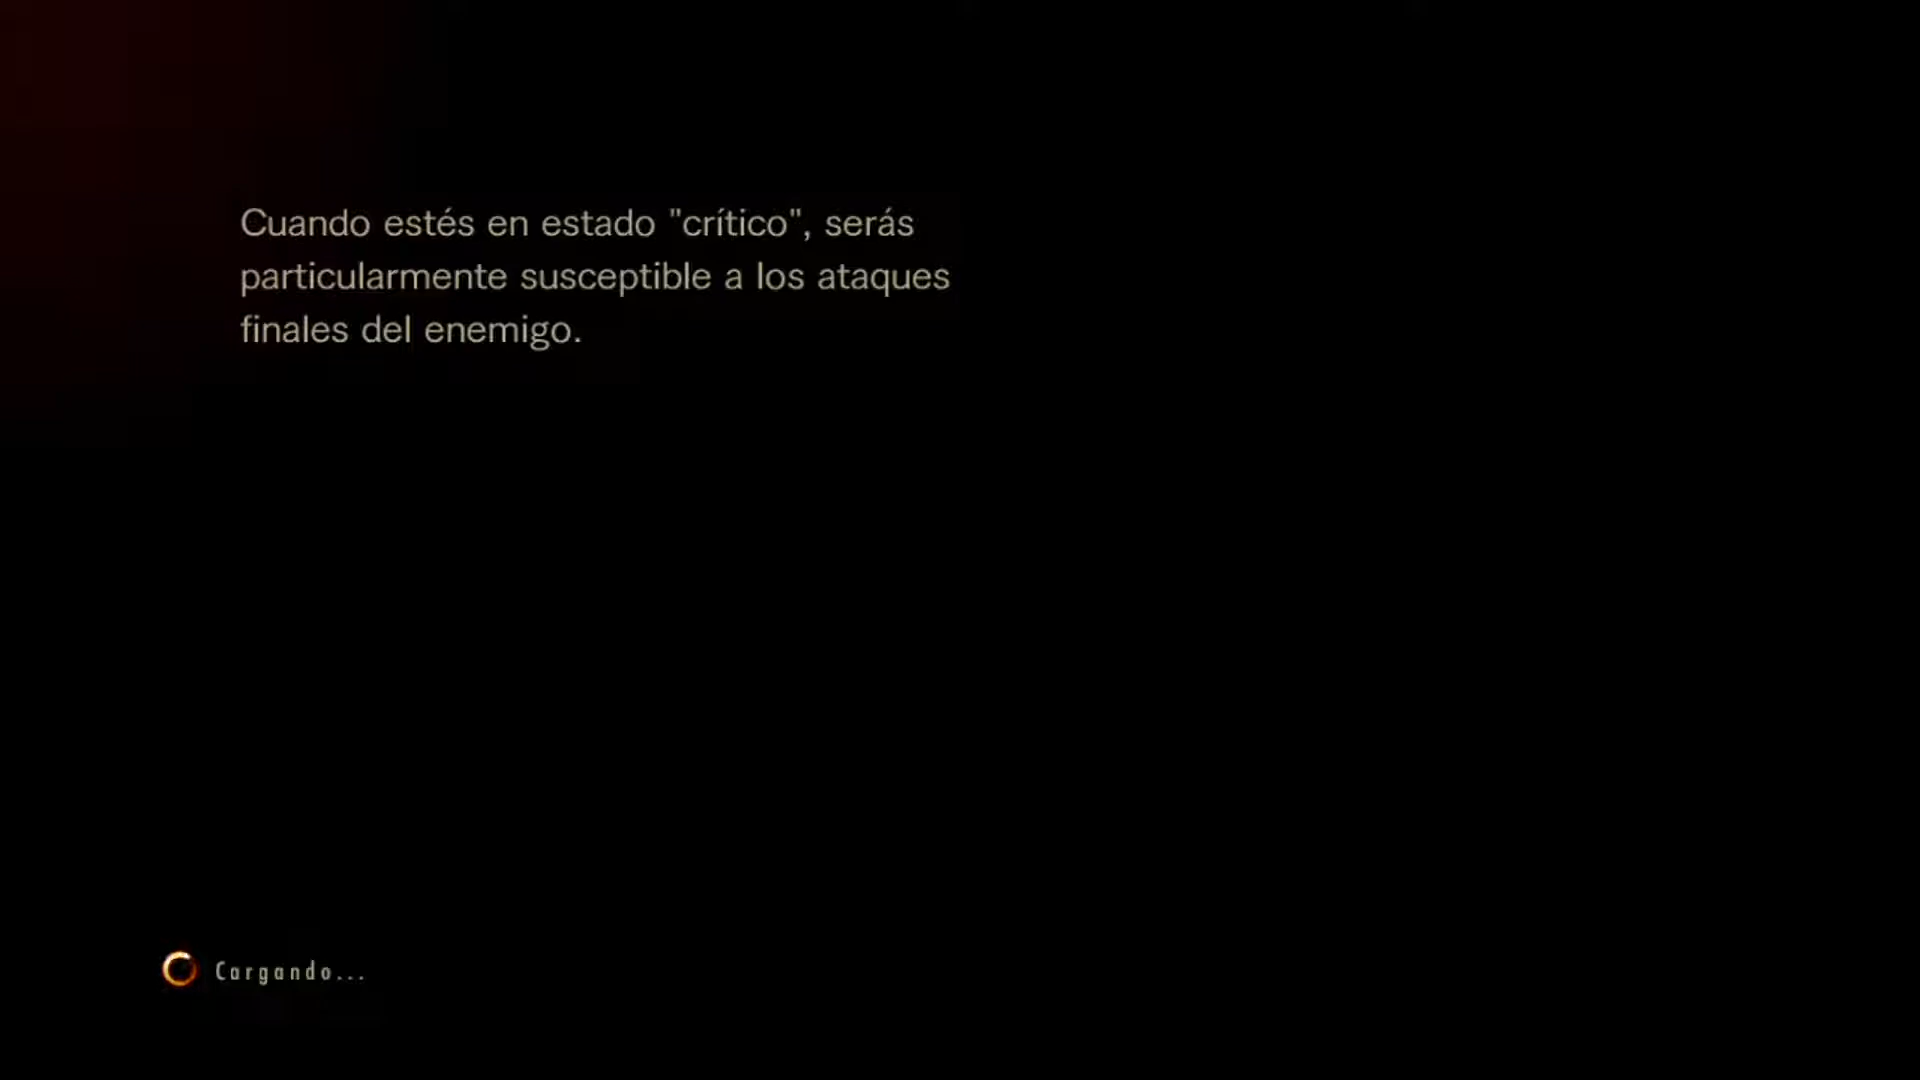 Cuando estés en estado "crítico", serás
particularmente susceptible a los ataques
finales del enemigo.
Cargando...